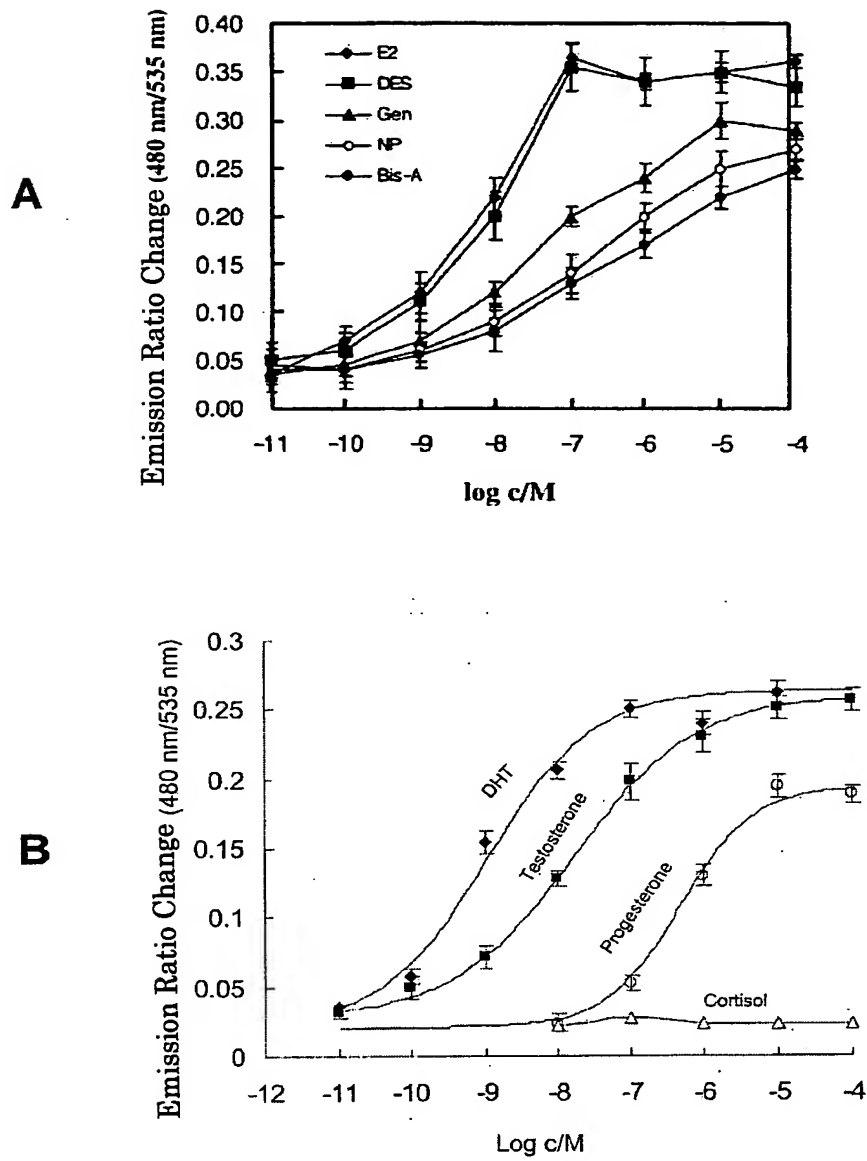 A
Emission Ratio Change (480 nm/535 nm)
0.40
0.35
0.30
0.25
0.20
0.15
0.10
0.05
0.00
E2
DES
Gen
NP
Bis-A
-11 -10 -9 -8 -7 -6 -5 -4
log c/M
B
Emission Ratio Change (480 nm/535 nm)
0.3
0.25
0.2
0.15
0.1
0.05
0
DHT
Testosterone
Progesterone
Cortisol
-12 -11 -10 -9 -8 -7 -6 -5 -4
Log c/M